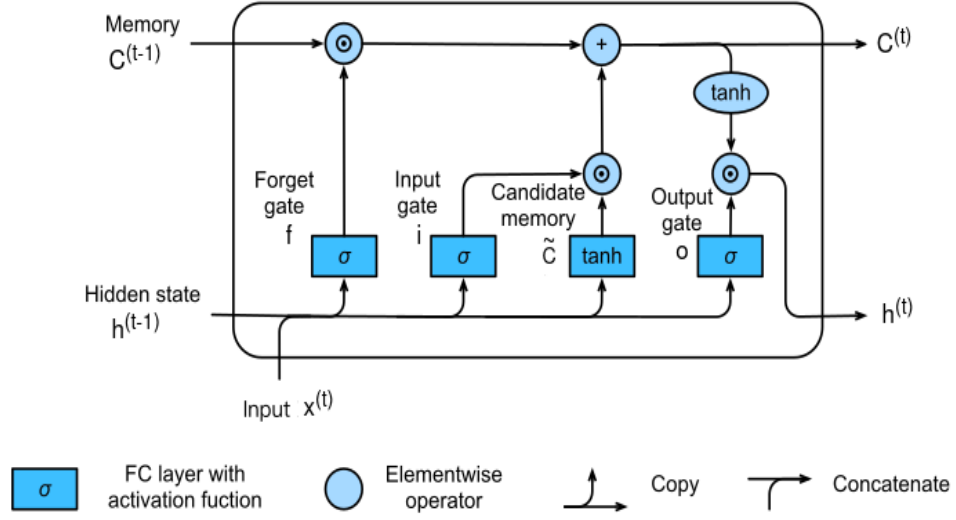 Memory
C(t-1)
⊙
+
C(t)
tanh
Forget
gate
f
Input
gate
i
⊙
Candidate
memory
C̃
⊙
Output
gate
o
σ
σ
tanh
σ
Hidden state
h(t-1)
h(t)
Input x(t)
σ
FC layer with
activation fuction
Elementwise
operator
Copy
Concatenate